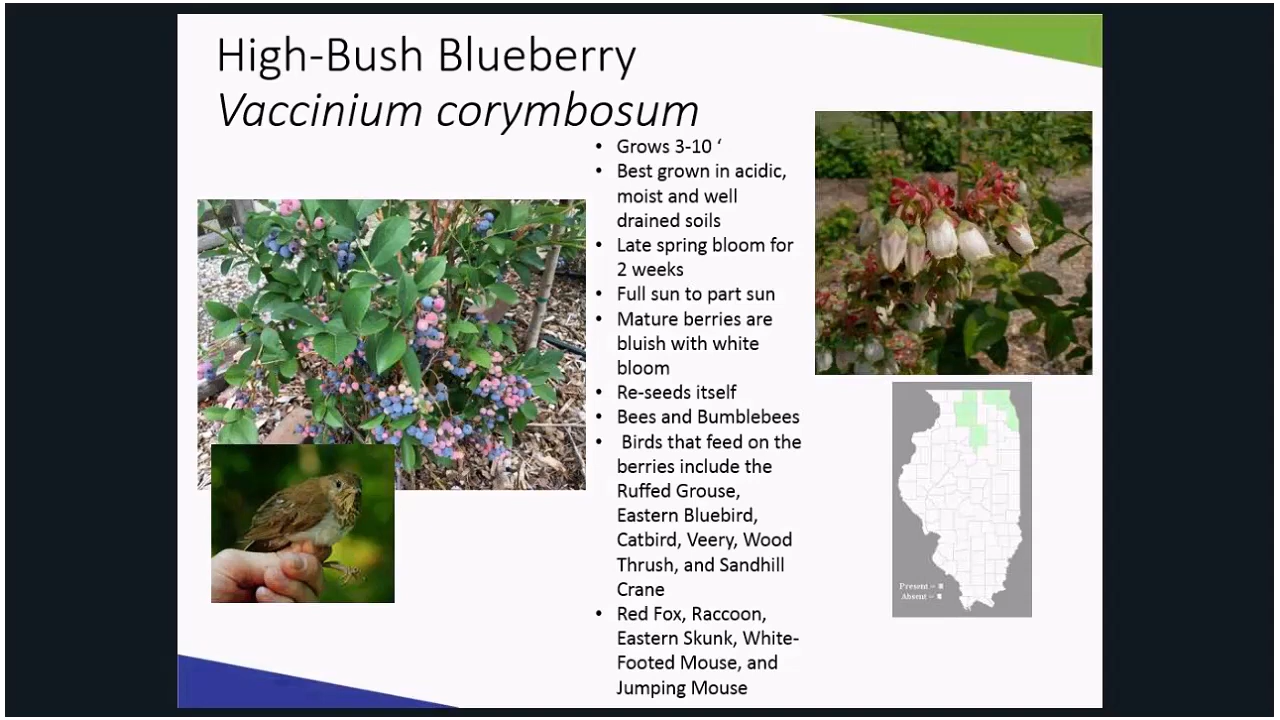 High-Bush Blueberry
Vaccinium corymbosum
• Grows 3-10 ‘
• Best grown in acidic,
moist and well
drained soils
• Late spring bloom for
2 weeks
• Full sun to part sun
• Mature berries are
bluish with white
bloom
• Re-seeds itself
• Bees and Bumblebees
• Birds that feed on the
berries include the
Ruffed Grouse,
Eastern Bluebird,
Catbird, Veery, Wood
Thrush, and Sandhill
Crane
• Red Fox, Raccoon,
Eastern Skunk, White-
Footed Mouse, and
Jumping Mouse
Present =
Absent =